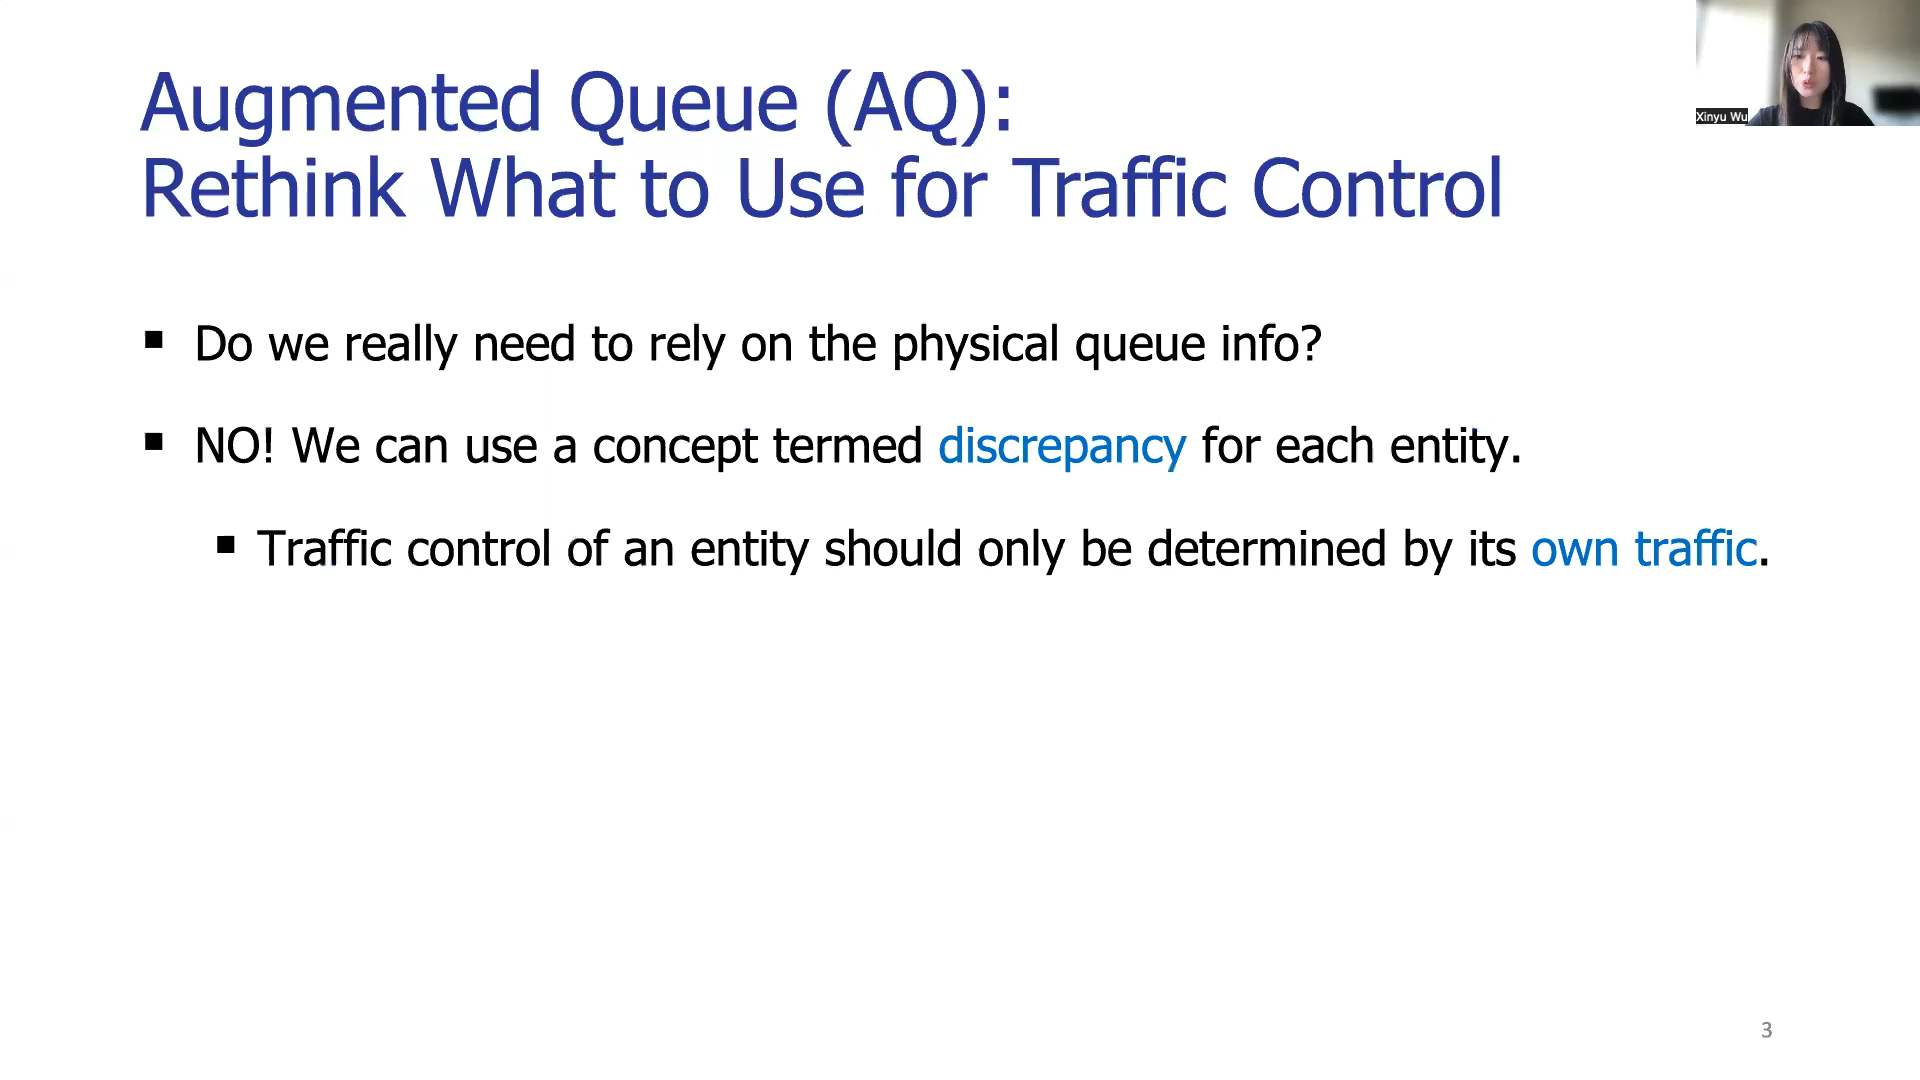 Augmented Queue (AQ):
Rethink What to Use for Traffic Control
Xinyu Wu
▪ Do we really need to rely on the physical queue info?
▪ NO! We can use a concept termed discrepancy for each entity.
▪ Traffic control of an entity should only be determined by its own traffic.
3